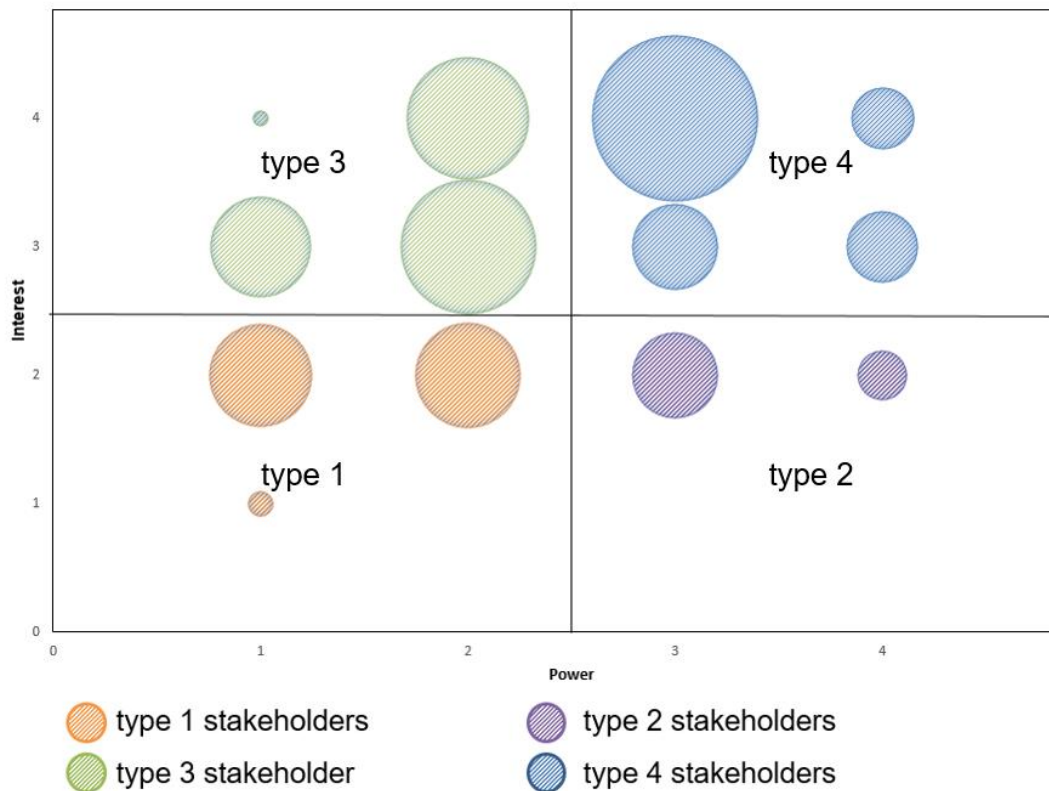 4
type 3
type 4
3
Interest
2
type 1
type 2
1
0
0 1 2 3 4
Power
type 1 stakeholders
type 2 stakeholders
type 3 stakeholder
type 4 stakeholders